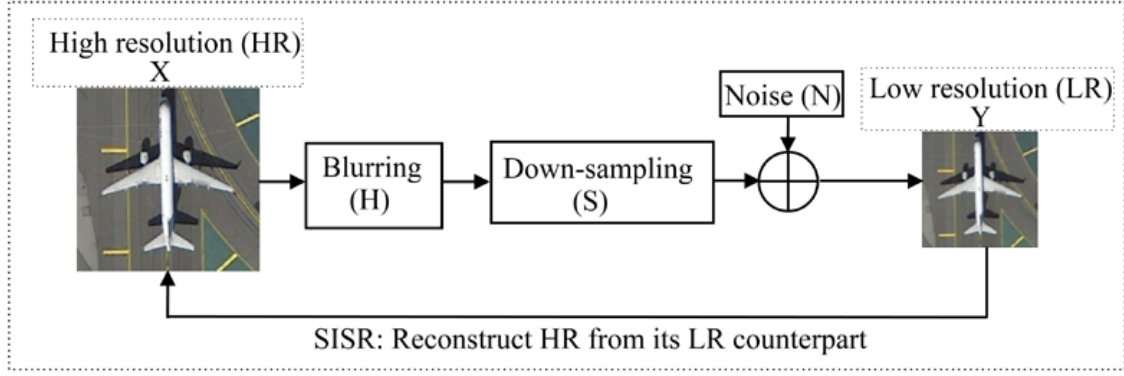 High resolution (HR)
X
Noise (N)
Low resolution (LR)
Y
Blurring
(H)
Down-sampling
(S)
SISR: Reconstruct HR from its LR counterpart